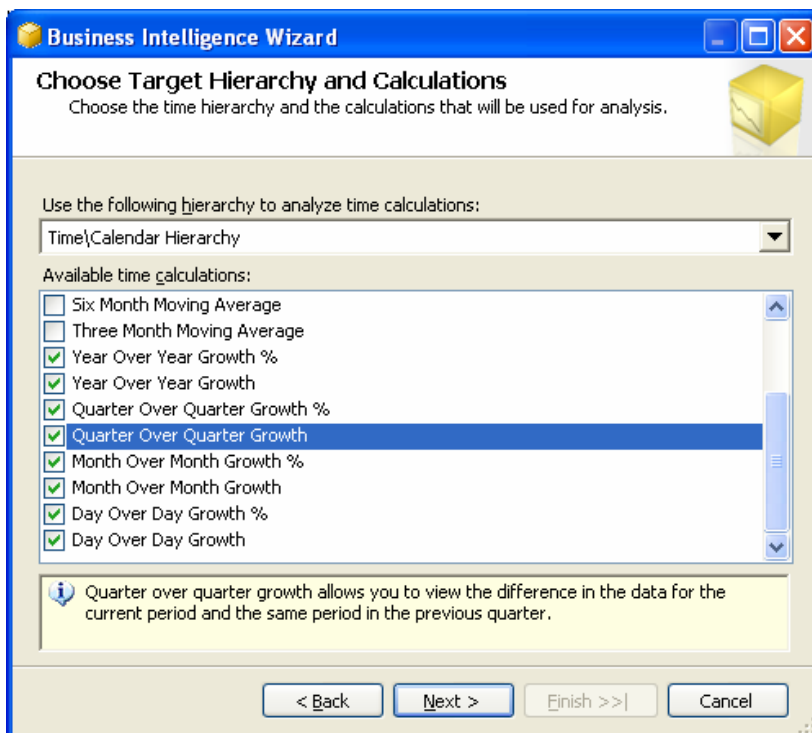 Business Intelligence Wizard
Choose Target Hierarchy and Calculations
Choose the time hierarchy and the calculations that will be used for analysis.
Use the following hierarchy to analyze time calculations:
Time\Calendar Hierarchy
Available time calculations:
Six Month Moving Average
Three Month Moving Average
Year Over Year Growth %
Year Over Year Growth
Quarter Over Quarter Growth %
Quarter Over Quarter Growth
Month Over Month Growth %
Month Over Month Growth
Day Over Day Growth %
Day Over Day Growth
Quarter over quarter growth allows you to view the difference in the data for the
current period and the same period in the previous quarter.
< Back Next > Finish >>| Cancel